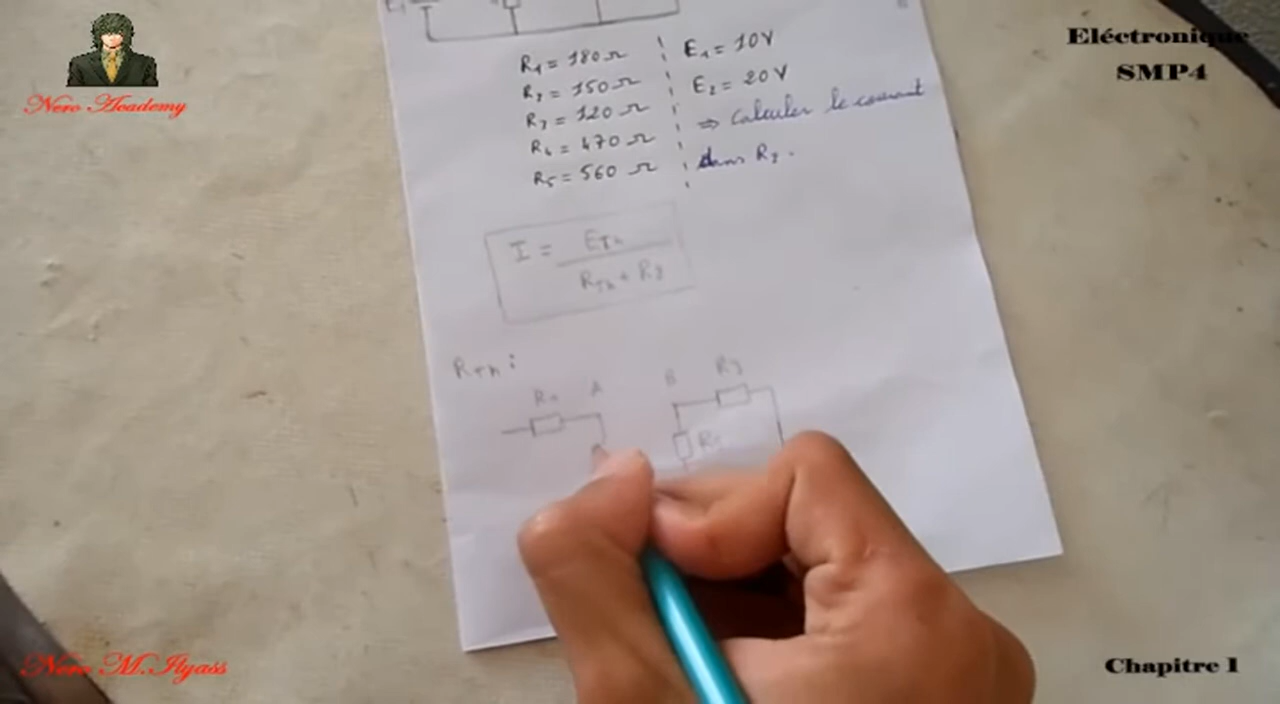 Eléctronique
SMP4
Nero Academy
E1
R1 = 180 Ω
R2 = 150 Ω
R3 = 120 Ω
R4 = 470 Ω
R5 = 560 Ω
E1 = 10V
E2 = 20V
⇒ Calculer le courant
dans R3.
I = ETh / RTh + R3
RTh :
A
B
Nero M.Ilyass
Chapitre 1